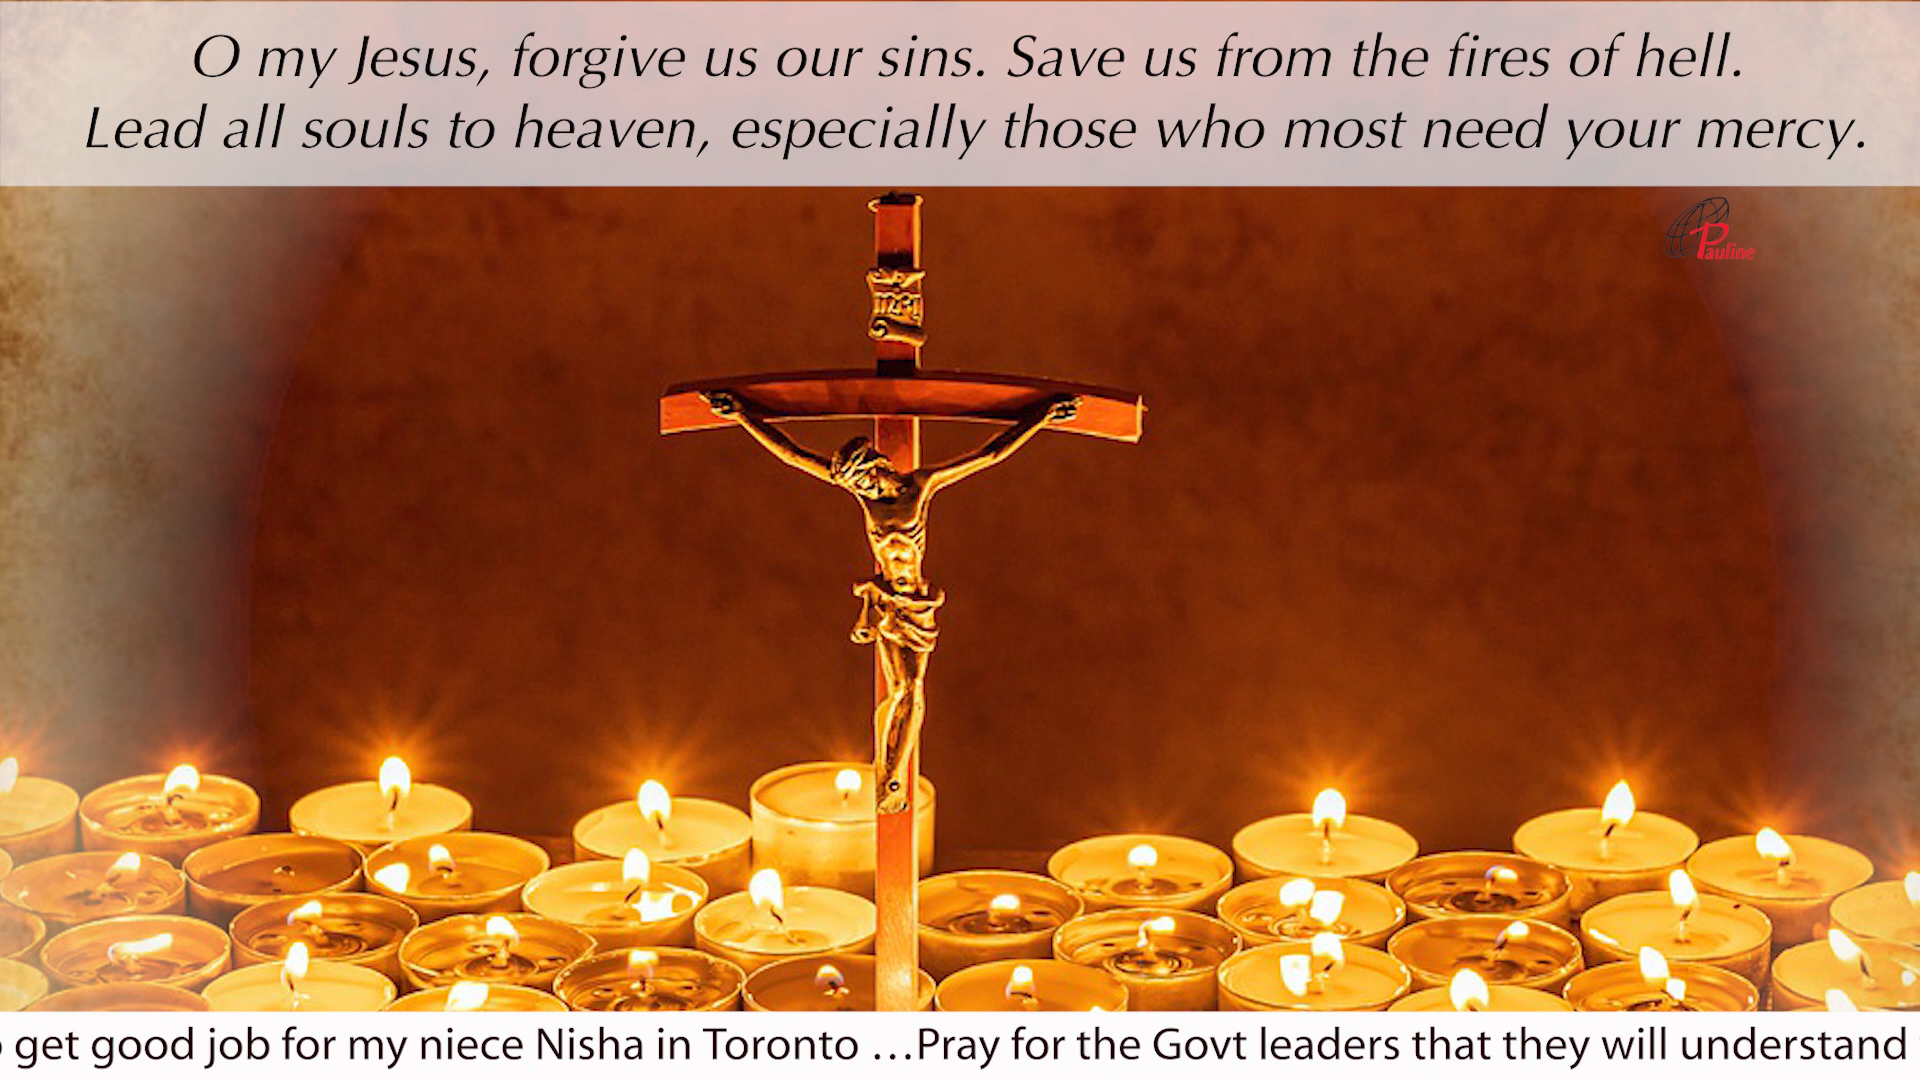 O my Jesus, forgive us our sins. Save us from the fires of hell.
Lead all souls to heaven, especially those who most need your mercy.
Pauline
get good job for my niece Nisha in Toronto ...Pray for the Govt leaders that they will understand